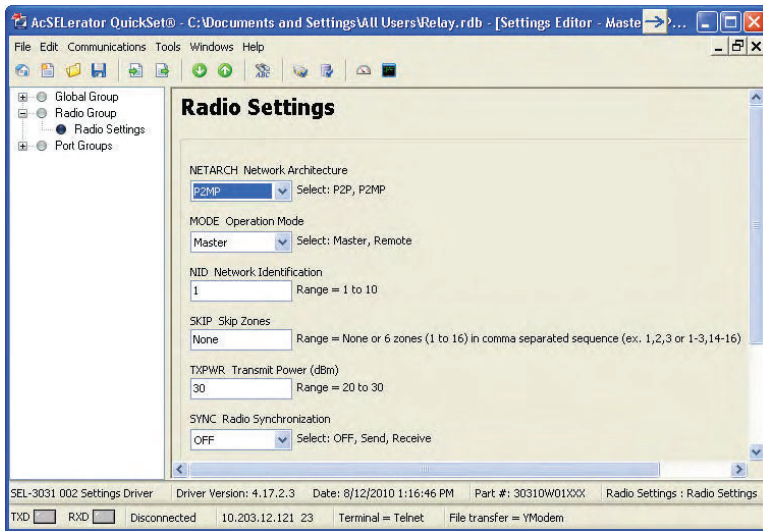 AcSELerator QuickSet® - C:\Documents and Settings\All Users\Relay.rdb - [Settings Editor - Maste
File Edit Communications Tools Windows Help
Global Group
Radio Group
Radio Settings
Port Groups
Radio Settings
NETARCH Network Architecture
P2MP Select: P2P, P2MP
MODE Operation Mode
Master Select: Master, Remote
NID Network Identification
1 Range = 1 to 10
SKIP Skip Zones
None Range = None or 6 zones (1 to 16) in comma separated sequence (ex. 1,2,3 or 1-3,14-16)
TXPWR Transmit Power (dBm)
30 Range = 20 to 30
SYNC Radio Synchronization
OFF Select: OFF, Send, Receive
SEL-3031 002 Settings Driver Driver Version: 4.17.2.3 Date: 8/12/2010 1:16:46 PM Part #: 30310W01XXX Radio Settings : Radio Settings
TXD RXD Disconnected 10.203.12.121 23 Terminal = Telnet File transfer = YModem